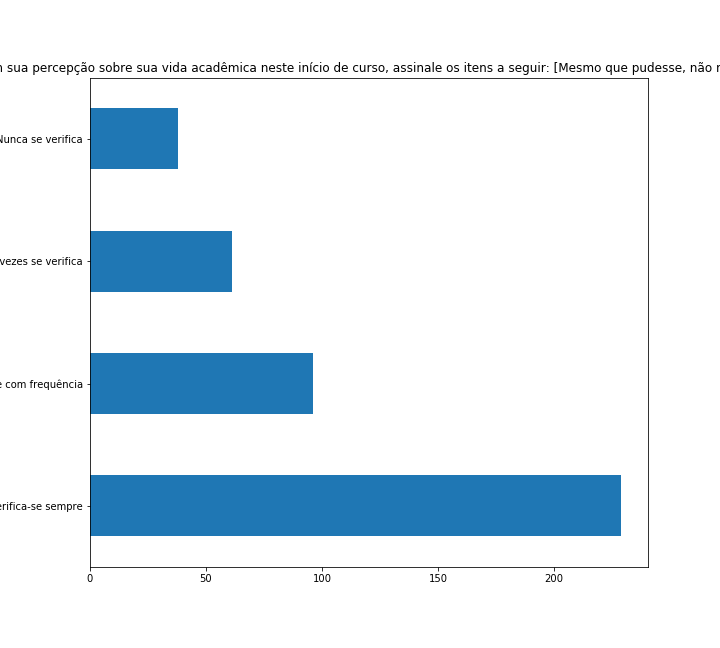 sua percepção sobre sua vida acadêmica neste início de curso, assinale os itens a seguir: [Mesmo que pudesse, não
Nunca se verifica
vezes se verifica
com frequência
se sempre
0 50 100 150 200